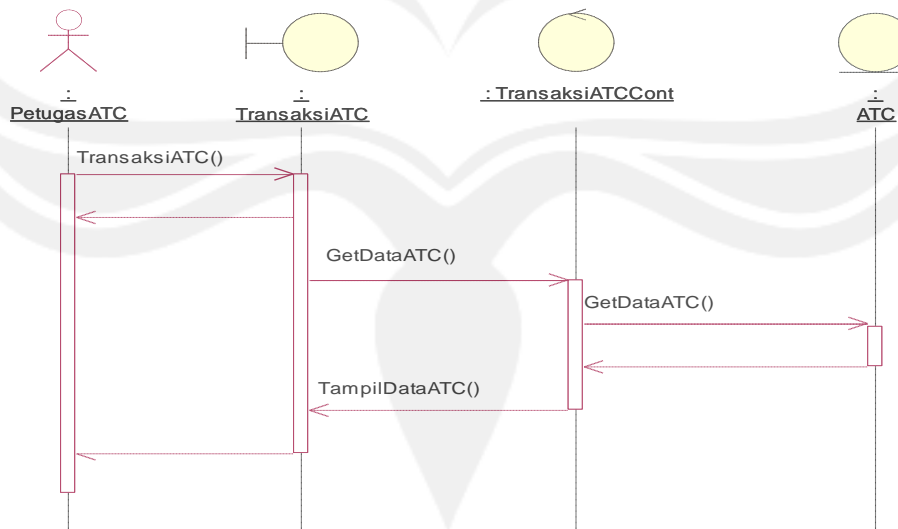 :
PetugasATC
:
TransaksiATC
: TransaksiATCCont
:
ATC
TransaksiATC()
GetDataATC()
GetDataATC()
TampilDataATC()